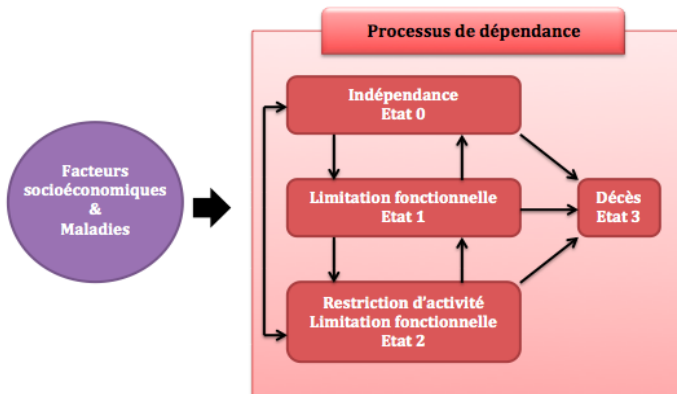 Processus de dépendance
Indépendance
Etat 0
Facteurs
socioéconomiques
&
Maladies
Limitation fonctionnelle
Etat 1
Décès
Etat 3
Restriction d'activité
Limitation fonctionnelle
Etat 2